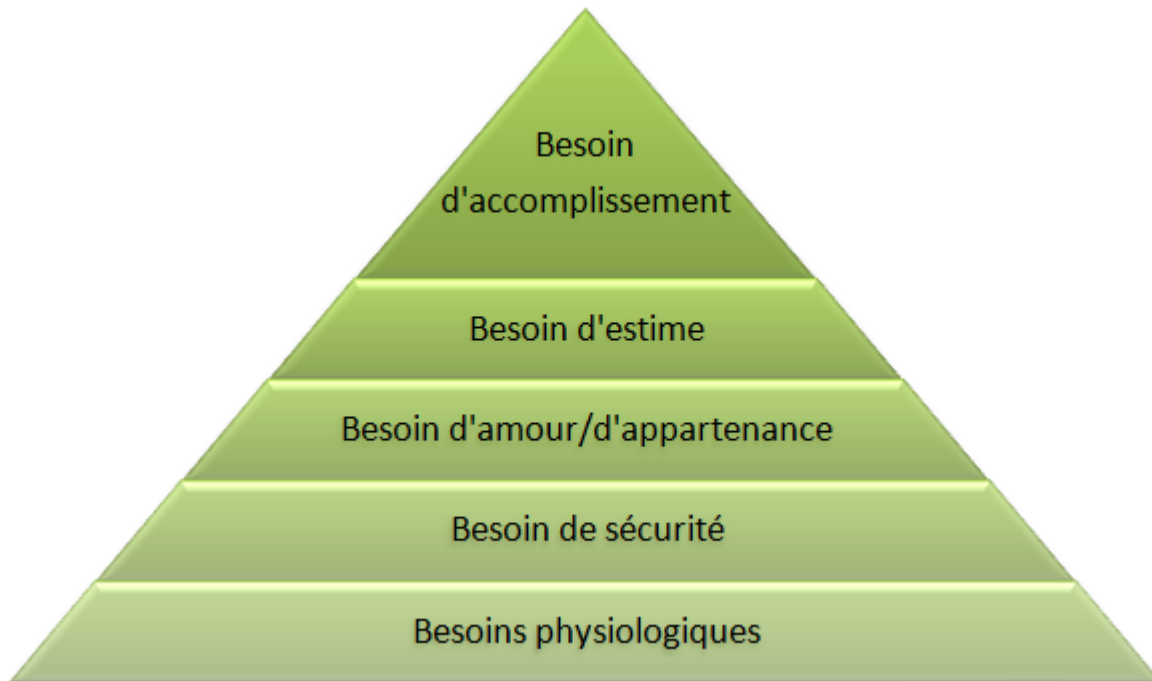 Besoin
d'accomplissement
Besoin d'estime
Besoin d'amour/d'appartenance
Besoin de sécurité
Besoins physiologiques